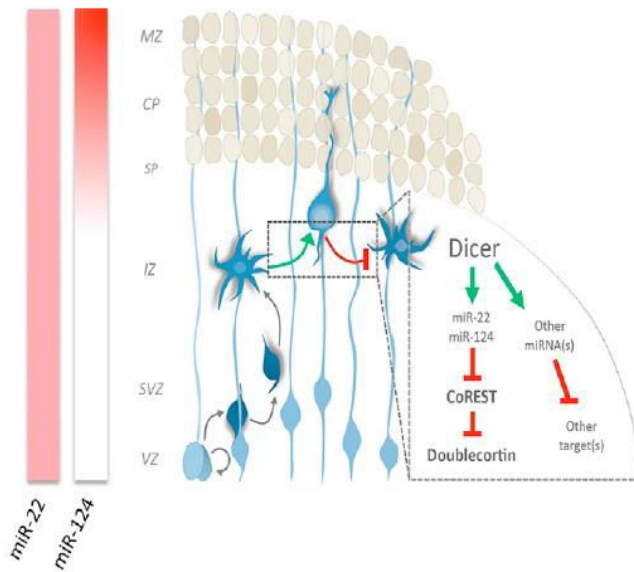 MZ
CP
SP
IZ
SVZ
VZ
miR-22
miR-124
Dicer
miR-22
miR-124
Other
miRNA(s)
CoREST
Other
target(s)
Doublecortin